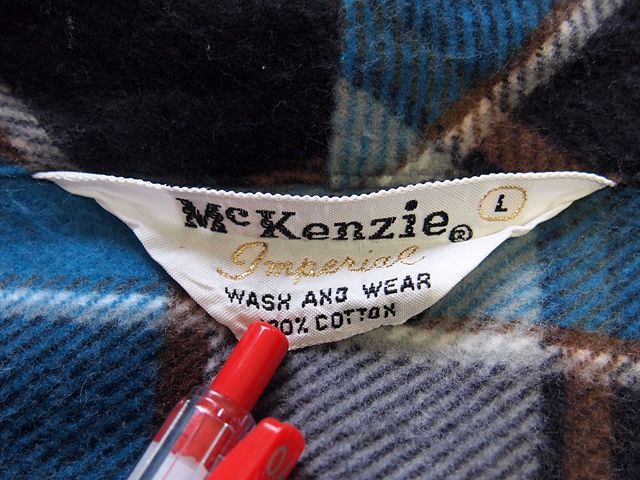 McKenzie® L
Imperial
WASH AND WEAR
00% COTTON